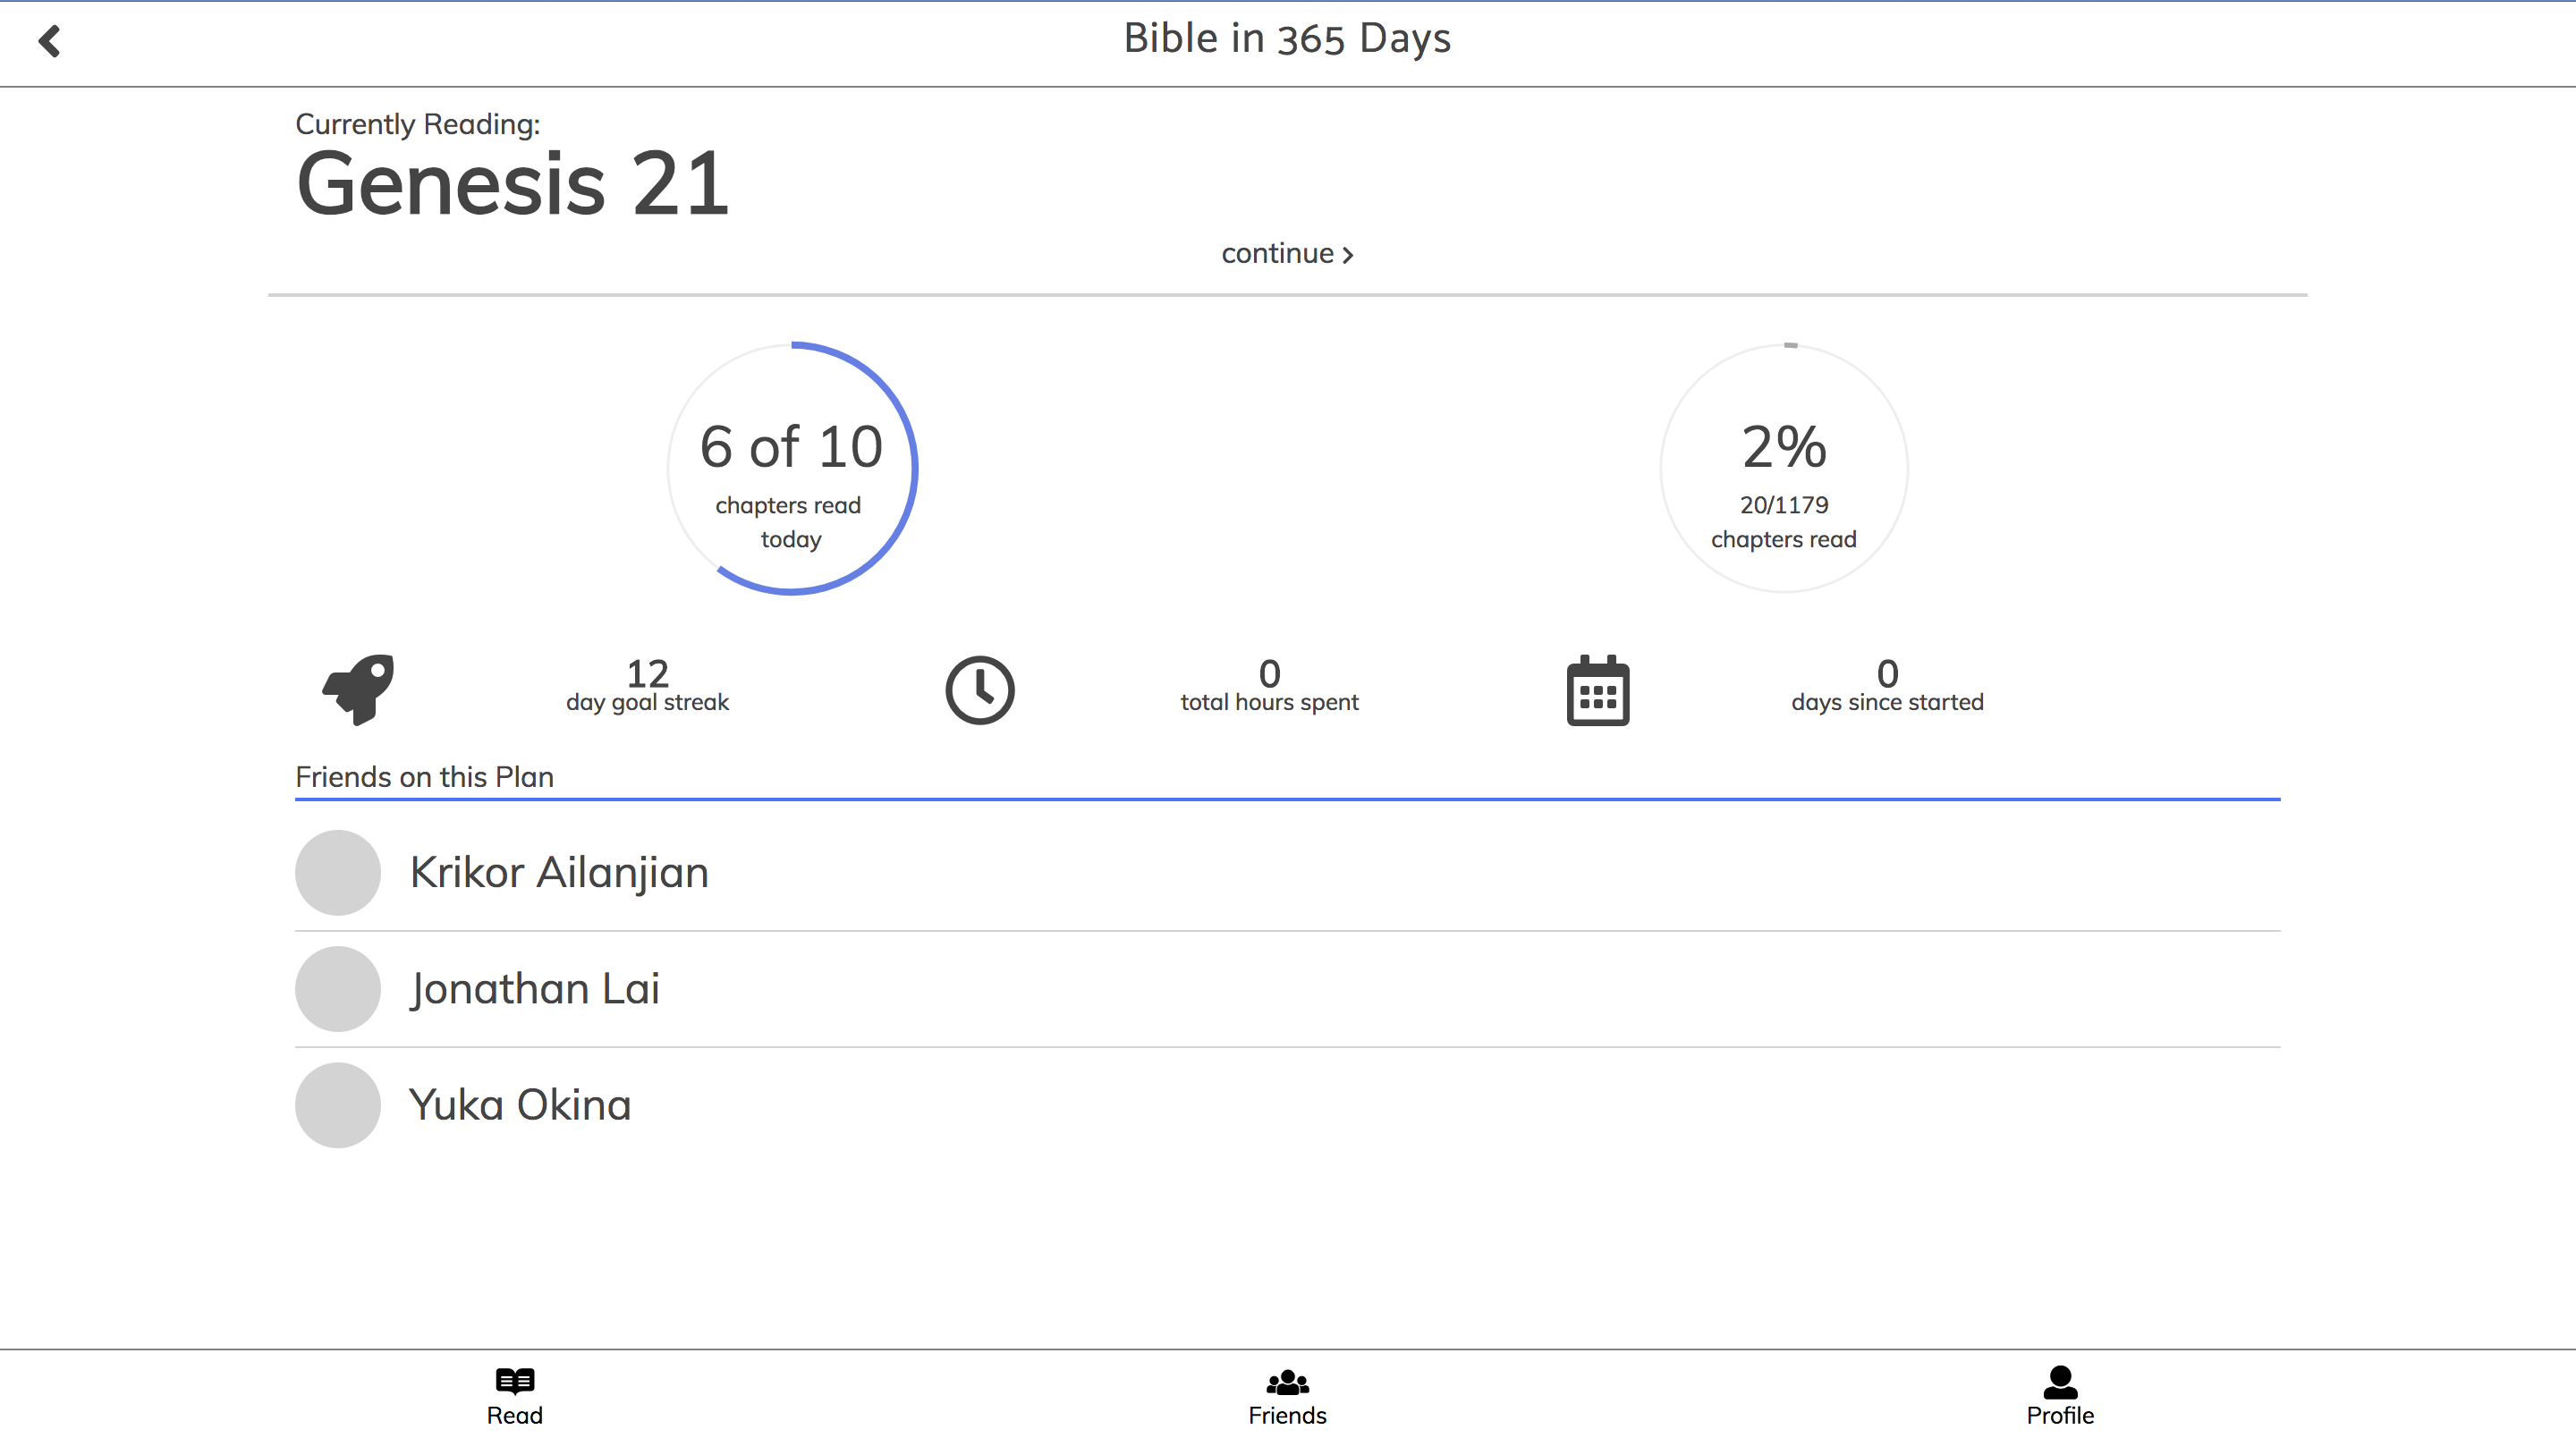 Bible in 365 Days
Currently Reading:
Genesis 21
continue
6 of 10
chapters read
today
2%
20/1179
chapters read
12
day goal streak
0
total hours spent
0
days since started
Friends on this Plan
Krikor Ailanjian
Jonathan Lai
Yuka Okina
Read
Friends
Profile